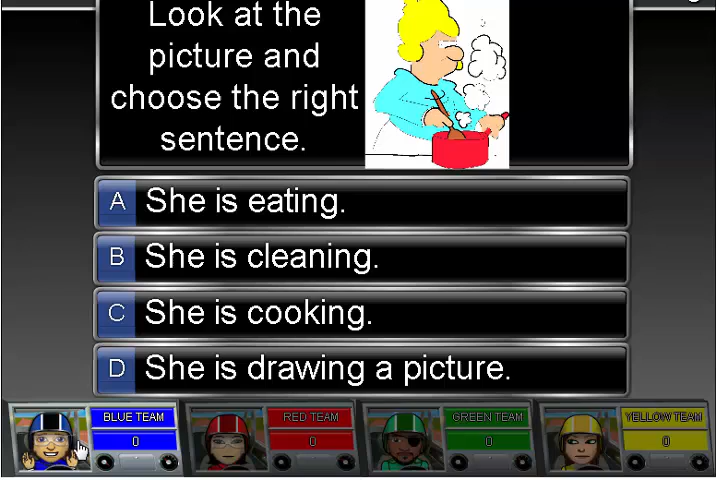 Look at the
picture and
choose the right
sentence.
A She is eating.
B She is cleaning.
C She is cooking.
D She is drawing a picture.
BLUE TEAM RED TEAM GREEN TEAM YELLOW TEAM
0 0 0 0